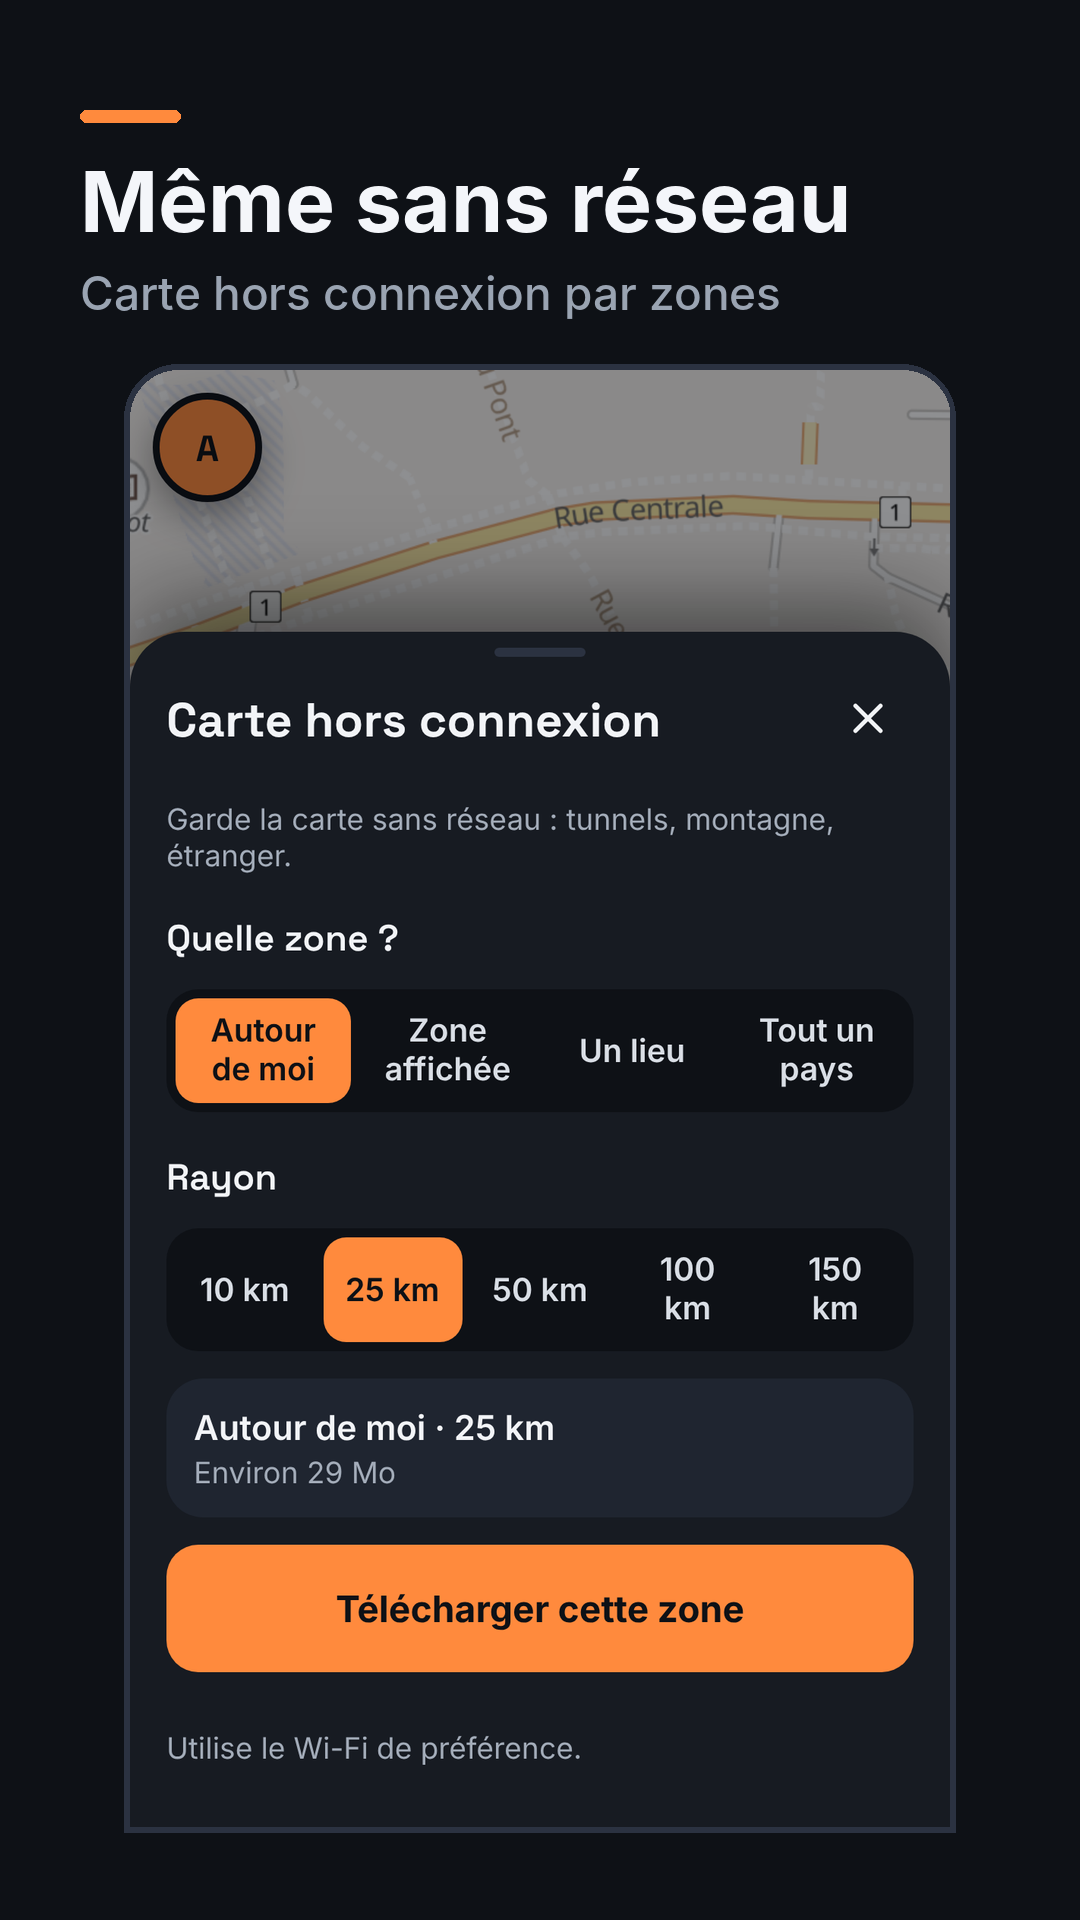 Même sans réseau
Carte hors connexion par zones
A
Pont
Rue Centrale
1
ot
1
Rue
Carte hors connexion
Garde la carte sans réseau : tunnels, montagne,
étranger.
Quelle zone ?
Autour
de moi
Zone
affichée
Un lieu
Tout un
pays
Rayon
10 km
25 km
50 km
100
km
150
km
Autour de moi · 25 km
Environ 29 Mo
Télécharger cette zone
Utilise le Wi-Fi de préférence.